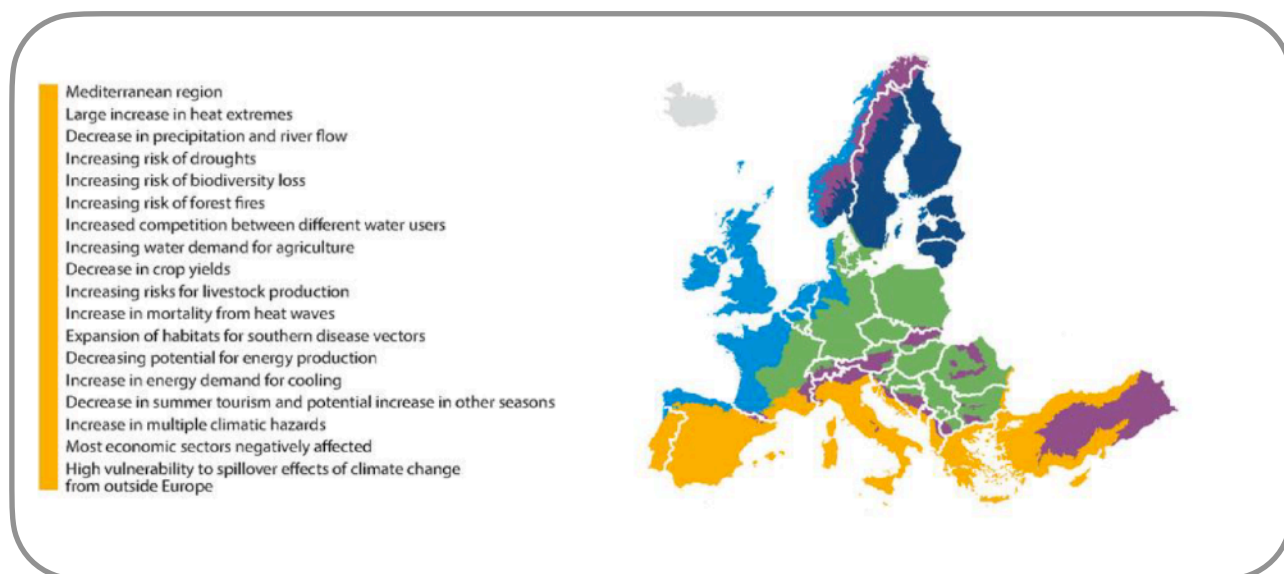 Mediterranean region
Large increase in heat extremes
Decrease in precipitation and river flow
Increasing risk of droughts
Increasing risk of biodiversity loss
Increasing risk of forest fires
Increased competition between different water users
Increasing water demand for agriculture
Decrease in crop yields
Increasing risks for livestock production
Increase in mortality from heat waves
Expansion of habitats for southern disease vectors
Decreasing potential for energy production
Increase in energy demand for cooling
Decrease in summer tourism and potential increase in other seasons
Increase in multiple climatic hazards
Most economic sectors negatively affected
High vulnerability to spillover effects of climate change
from outside Europe